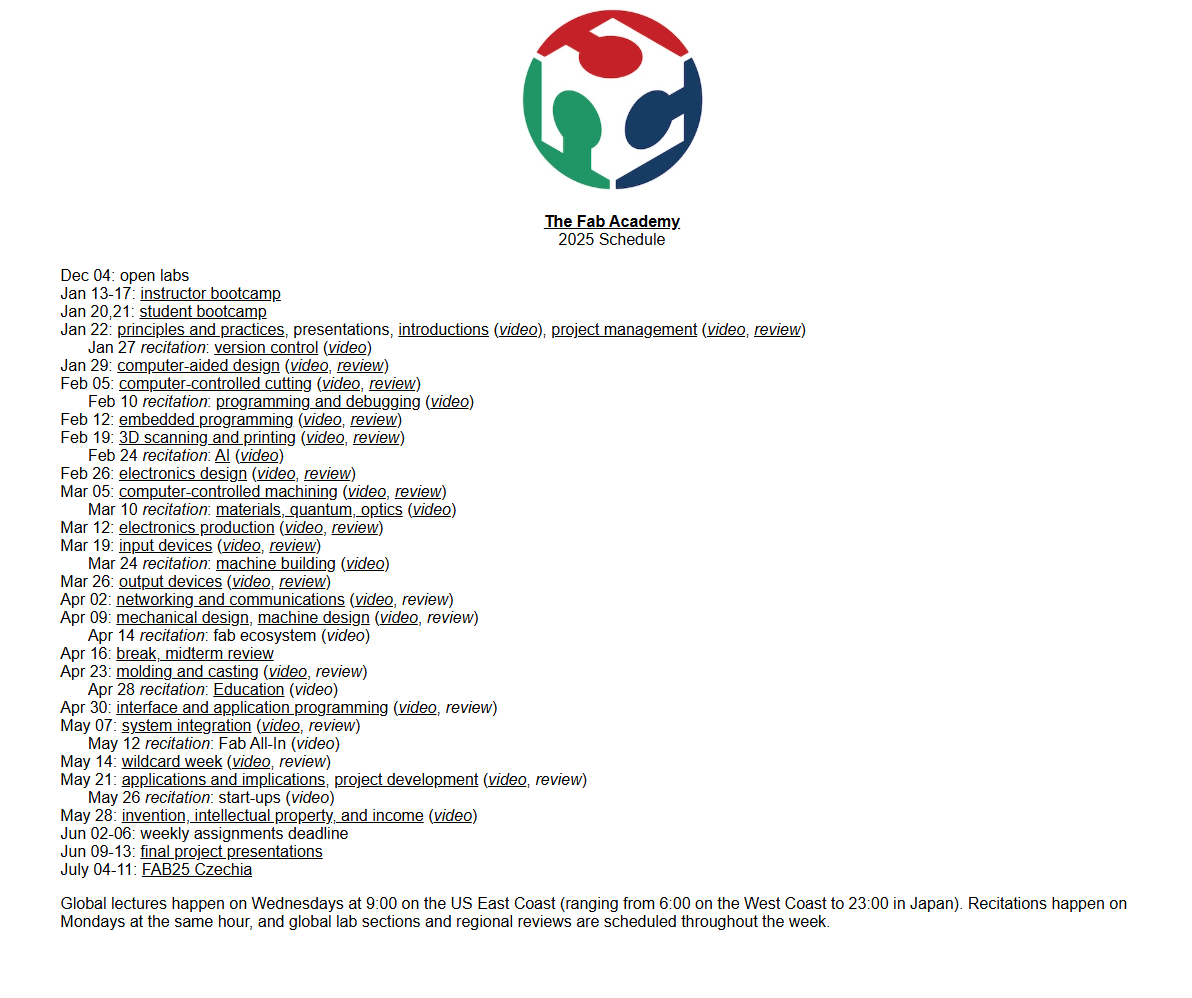 The Fab Academy
2025 Schedule
Dec 04: open labs
Jan 13-17: instructor bootcamp
Jan 20,21: student bootcamp
Jan 22: principles and practices, presentations, introductions (video), project management (video, review)
Jan 27 recitation: version control (video)
Jan 29: computer-aided design (video, review)
Feb 05: computer-controlled cutting (video, review)
Feb 10 recitation: programming and debugging (video)
Feb 12: embedded programming (video, review)
Feb 19: 3D scanning and printing (video, review)
Feb 24 recitation: AI (video)
Feb 26: electronics design (video, review)
Mar 05: computer-controlled machining (video, review)
Mar 10 recitation: materials, quantum, optics (video)
Mar 12: electronics production (video, review)
Mar 19: input devices (video, review)
Mar 24 recitation: machine building (video)
Mar 26: output devices (video, review)
Apr 02: networking and communications (video, review)
Apr 09: mechanical design, machine design (video, review)
Apr 14 recitation: fab ecosystem (video)
Apr 16: break, midterm review
Apr 23: molding and casting (video, review)
Apr 28 recitation: Education (video)
Apr 30: interface and application programming (video, review)
May 07: system integration (video, review)
May 12 recitation: Fab All-In (video)
May 14: wildcard week (video, review)
May 21: applications and implications, project development (video, review)
May 26 recitation: start-ups (video)
May 28: invention, intellectual property, and income (video)
Jun 02-06: weekly assignments deadline
Jun 09-13: final project presentations
July 04-11: FAB25 Czechia
Global lectures happen on Wednesdays at 9:00 on the US East Coast (ranging from 6:00 on the West Coast to 23:00 in Japan). Recitations happen on
Mondays at the same hour, and global lab sections and regional reviews are scheduled throughout the week.